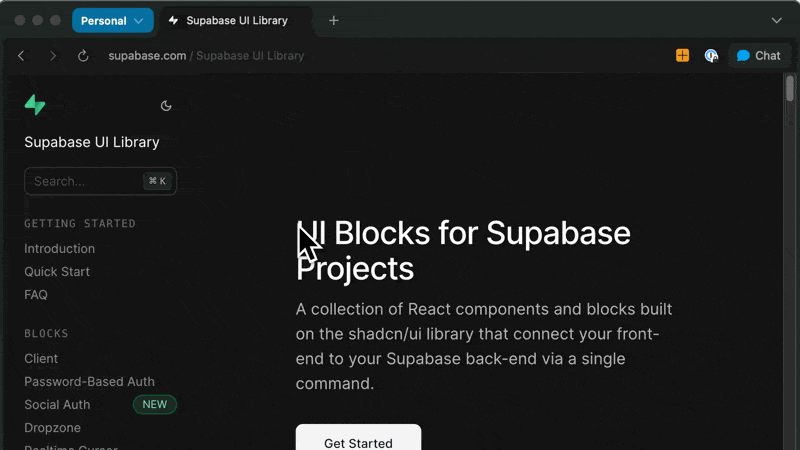 Personal
Supabase UI Library
supabase.com / Supabase UI Library
Chat
Supabase UI Library
Search... ⌘ K
GETTING STARTED
Introduction
Quick Start
FAQ
BLOCKS
Client
Password-Based Auth
Social Auth NEW
Dropzone
Realtime Cursor
UI Blocks for Supabase
Projects
A collection of React components and blocks built
on the shadcn/ui library that connect your front-
end to your Supabase back-end via a single
command.
Get Started